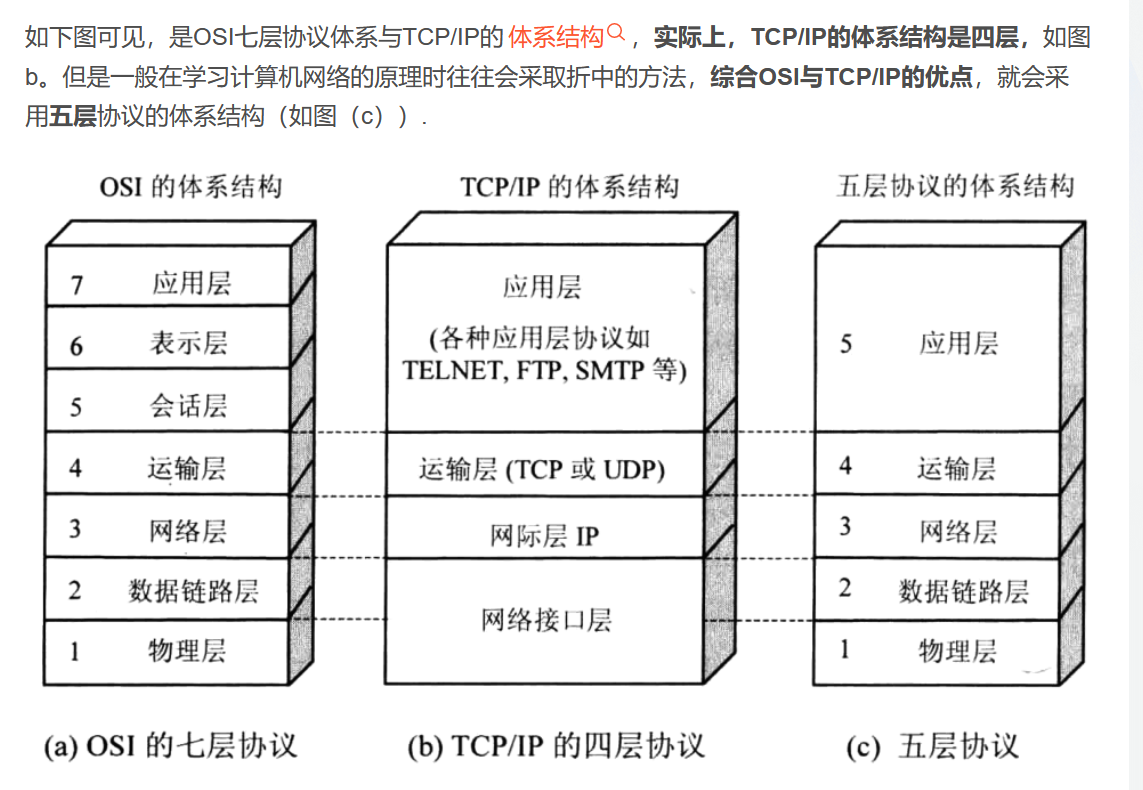 如下图可见，是OSI七层协议体系与TCP/IP的体系结构，实际上，TCP/IP的体系结构是四层，如图
b。但是一般在学习计算机网络的原理时往往会采取折中的方法，综合OSI与TCP/IP的优点，就会采
用五层协议的体系结构（如图（c））.
OSI 的体系结构
7 应用层
6 表示层
5 会话层
4 运输层
3 网络层
2 数据链路层
1 物理层
(a) OSI 的七层协议
TCP/IP 的体系结构
应用层
(各种应用层协议如
TELNET, FTP, SMTP 等)
运输层 (TCP 或 UDP)
网际层 IP
网络接口层
(b) TCP/IP 的四层协议
五层协议的体系结构
5 应用层
4 运输层
3 网络层
2 数据链路层
1 物理层
(c) 五层协议